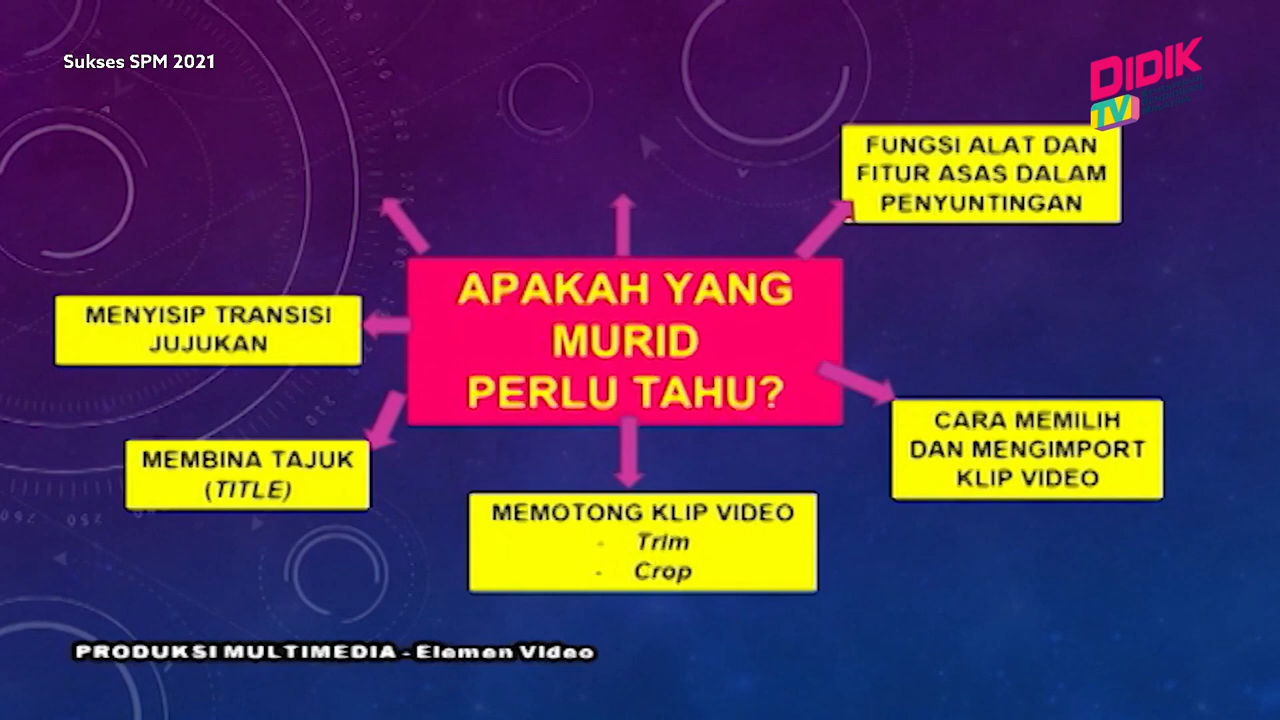 Sukses SPM 2021
DIDIK
TV
FUNGSI ALAT DAN
FITUR ASAS DALAM
PENYUNTINGAN
APAKAH YANG
MURID
PERLU TAHU?
MENYISIP TRANSISI
JUJUKAN
CARA MEMILIH
DAN MENGIMPORT
KLIP VIDEO
MEMBINA TAJUK
(TITLE)
MEMOTONG KLIP VIDEO
- Trim
- Crop
PRODUKSI MULTIMEDIA - Elemen Video